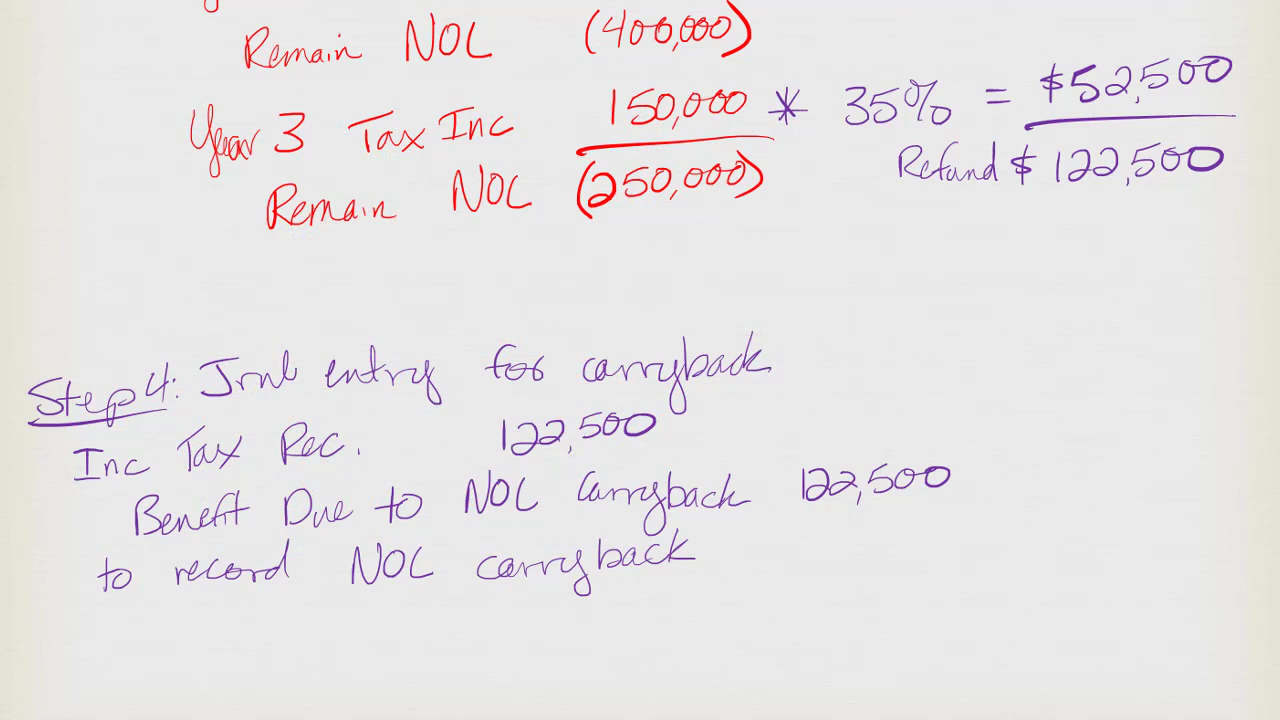 Remain NOL (400,000)
Year 3 Tax Inc 150,000 * 35% = $52,500
Remain NOL (250,000) Refund $ 122,500
Step 4: Jrnl entry for carryback
Inc Tax Rec. 122,500
Benefit Due to NOL Carryback 122,500
to record NOL carryback